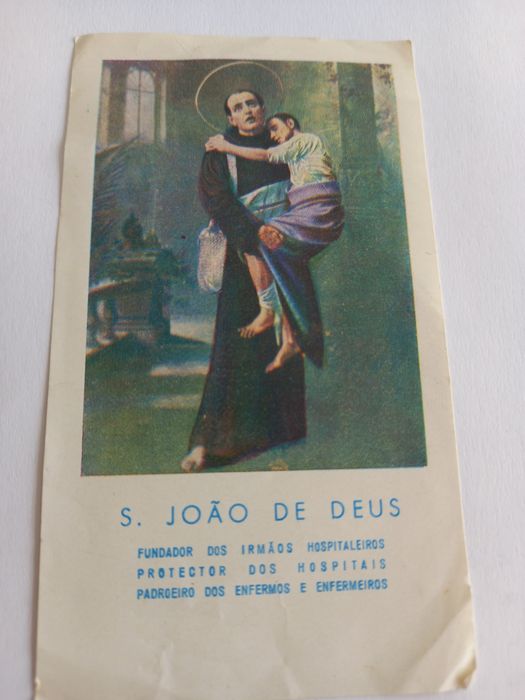 S. JOÃO DE DEUS
FUNDADOR DOS IRMÃOS HOSPITALEIROS
PROTECTOR DOS HOSPITAIS
PADROEIRO DOS ENFERMOS E ENFERMEIROS